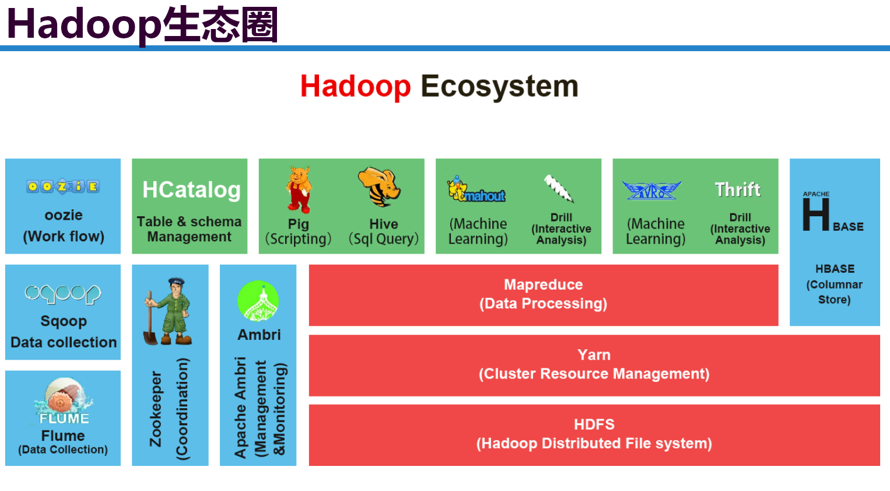 Hadoop生态圈
Hadoop Ecosystem
OOZIE
oozie
(Work flow)
HCatalog
Table & schema
Management
Pig
(Scripting)
Hive
(Sql Query)
mahout
(Machine
Learning)
Drill
(Interactive
Analysis)
AVRO
(Machine
Learning)
Thrift
Drill
(Interactive
Analysis)
APACHE
HBASE
HBASE
(Columnar
Store)
sqoop
Sqoop
Data collection
FLUME
Flume
(Data Collection)
Zookeeper
(Coordination)
Ambri
Apache Ambri
(Management
&Monitoring)
Mapreduce
(Data Processing)
Yarn
(Cluster Resource Management)
HDFS
(Hadoop Distributed File system)